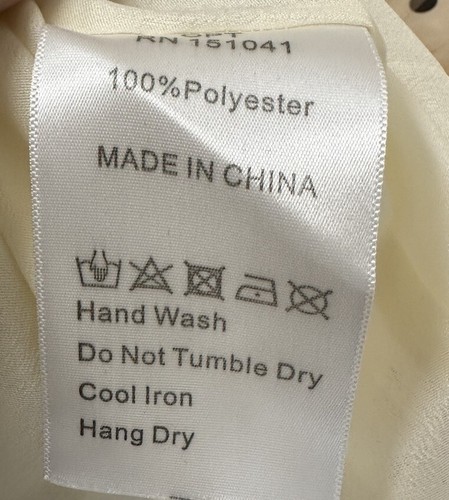 RN 151041
100%Polyester
MADE IN CHINA
Hand Wash
Do Not Tumble Dry
Cool Iron
Hang Dry